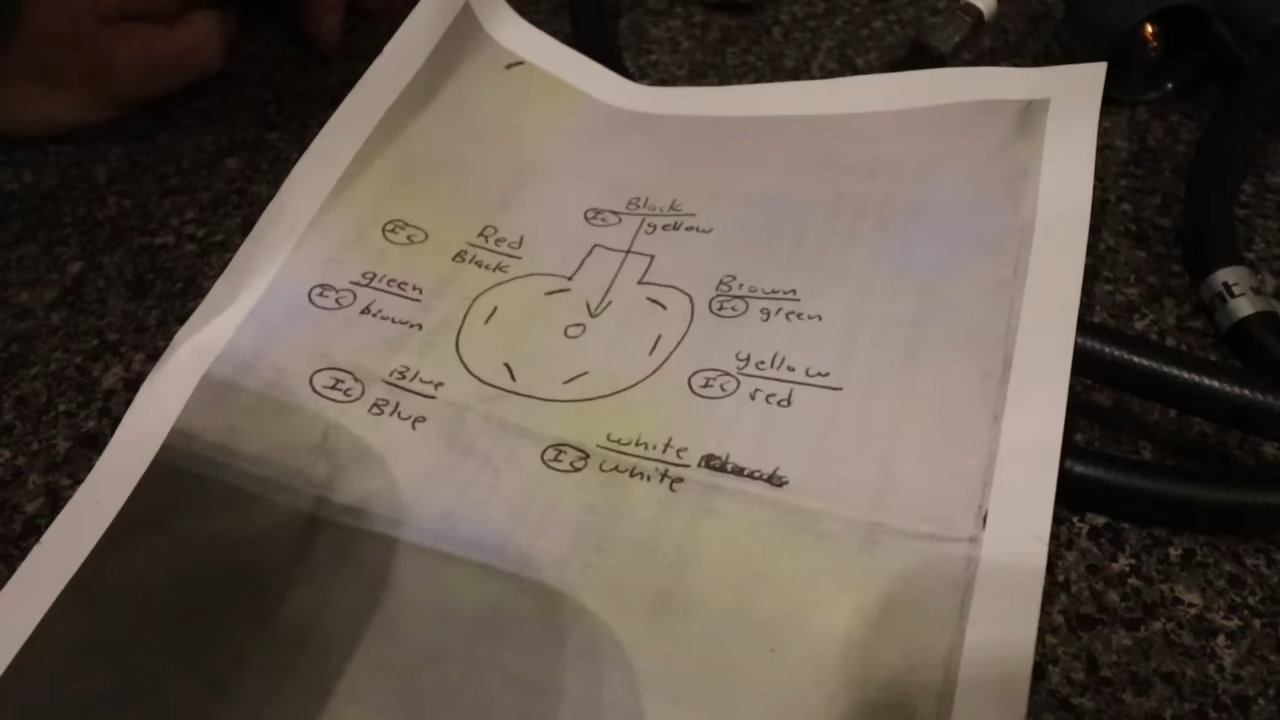 Black
Ic yellow
Ic Red
Black
green
Ic brown
Brown
Ic green
Blue
Ic Blue
yellow
Ic red
white
Ic white